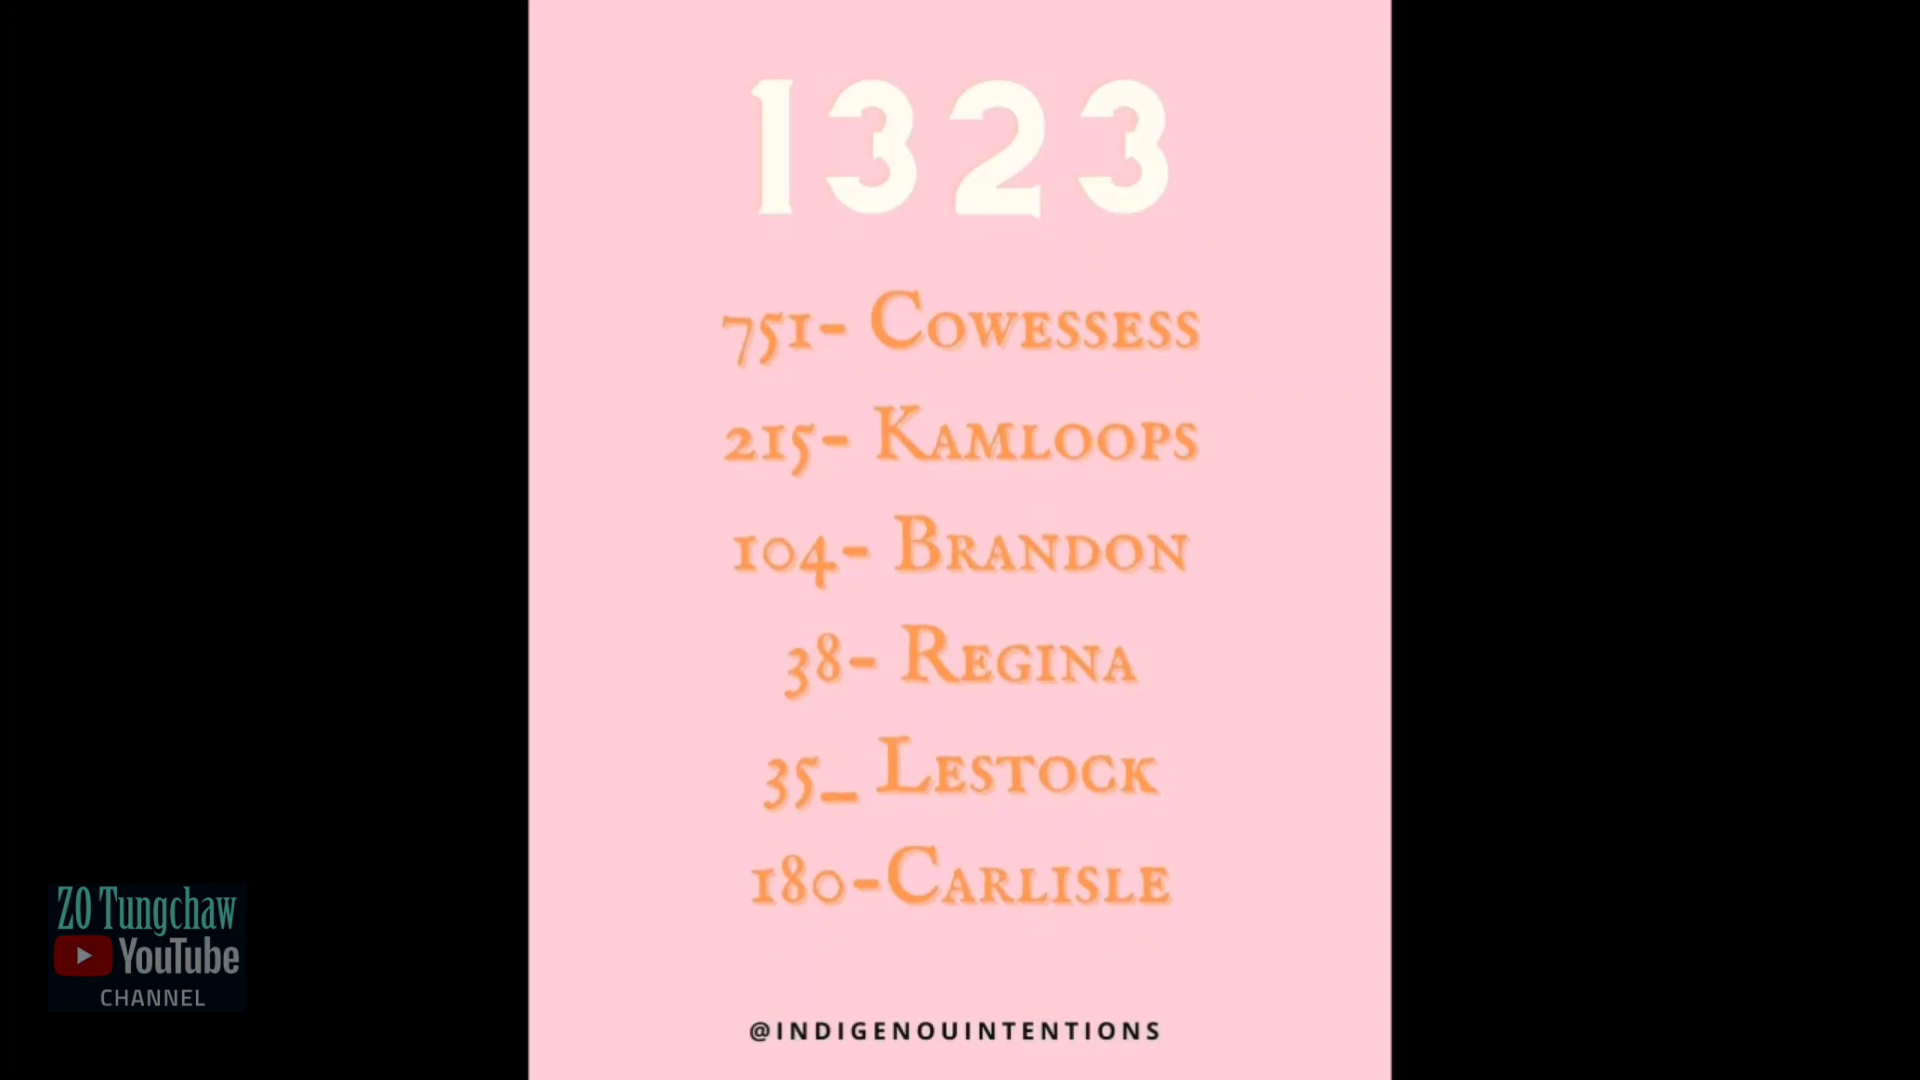 1323
751- Cowessess
215- Kamloops
104- Brandon
38- Regina
35_ Lestock
180-Carlisle
@INDIGENOUINTENTIONS
ZO Tungchaw
YouTube
CHANNEL